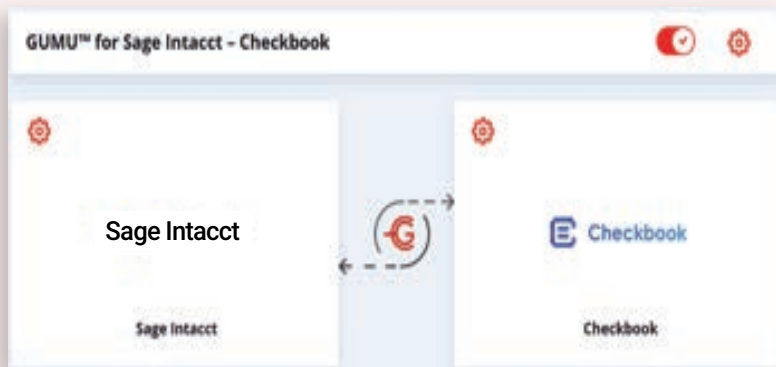 GUMU™ for Sage Intacct – Checkbook
Sage Intacct
Checkbook
Sage Intacct
Checkbook